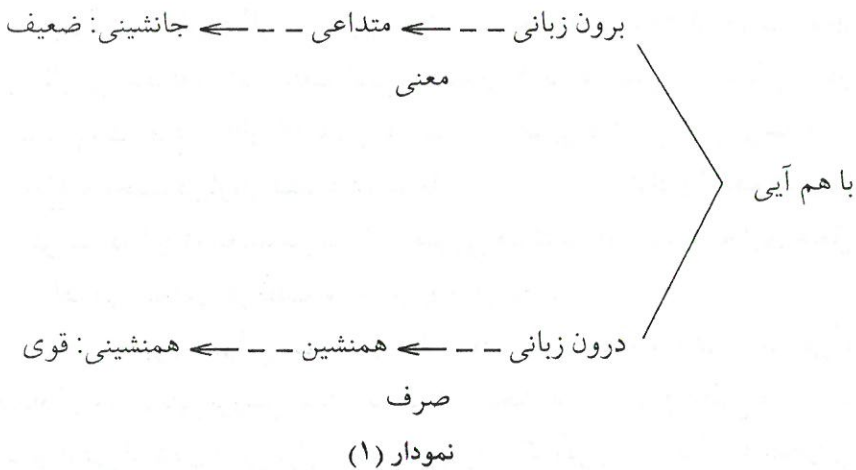 برون زبانی ← متداعی ← جانشینی: ضعیف
معنی
با هم آیی
درون زبانی ← همنشین ← همنشینی: قوی
صرف
نمودار (۱)